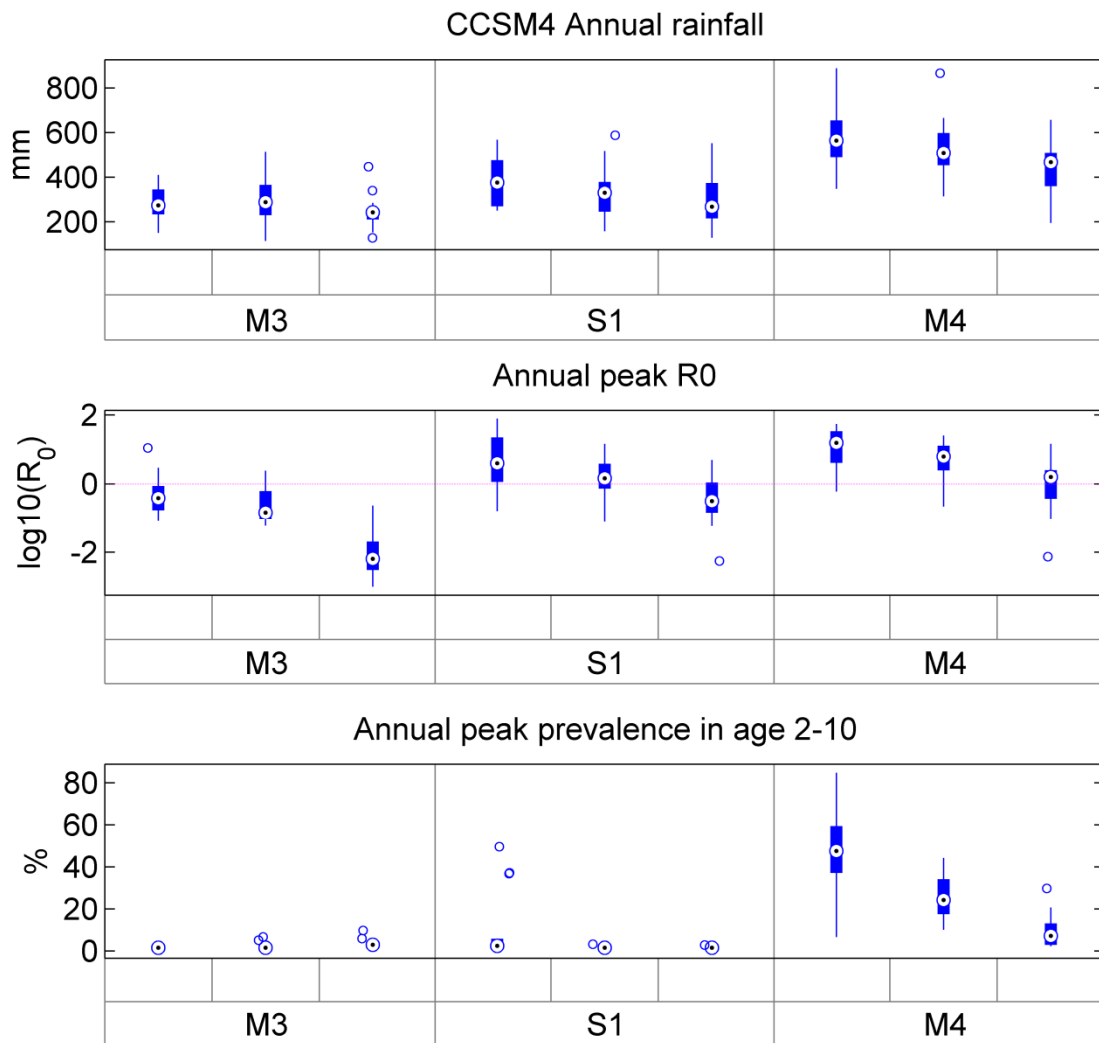 CCSM4 Annual rainfall
800
600
400
200
mm
M3 S1 M4
Annual peak R0
2
0
-2
log10(R_0)
M3 S1 M4
Annual peak prevalence in age 2-10
80
60
40
20
0
%
M3 S1 M4